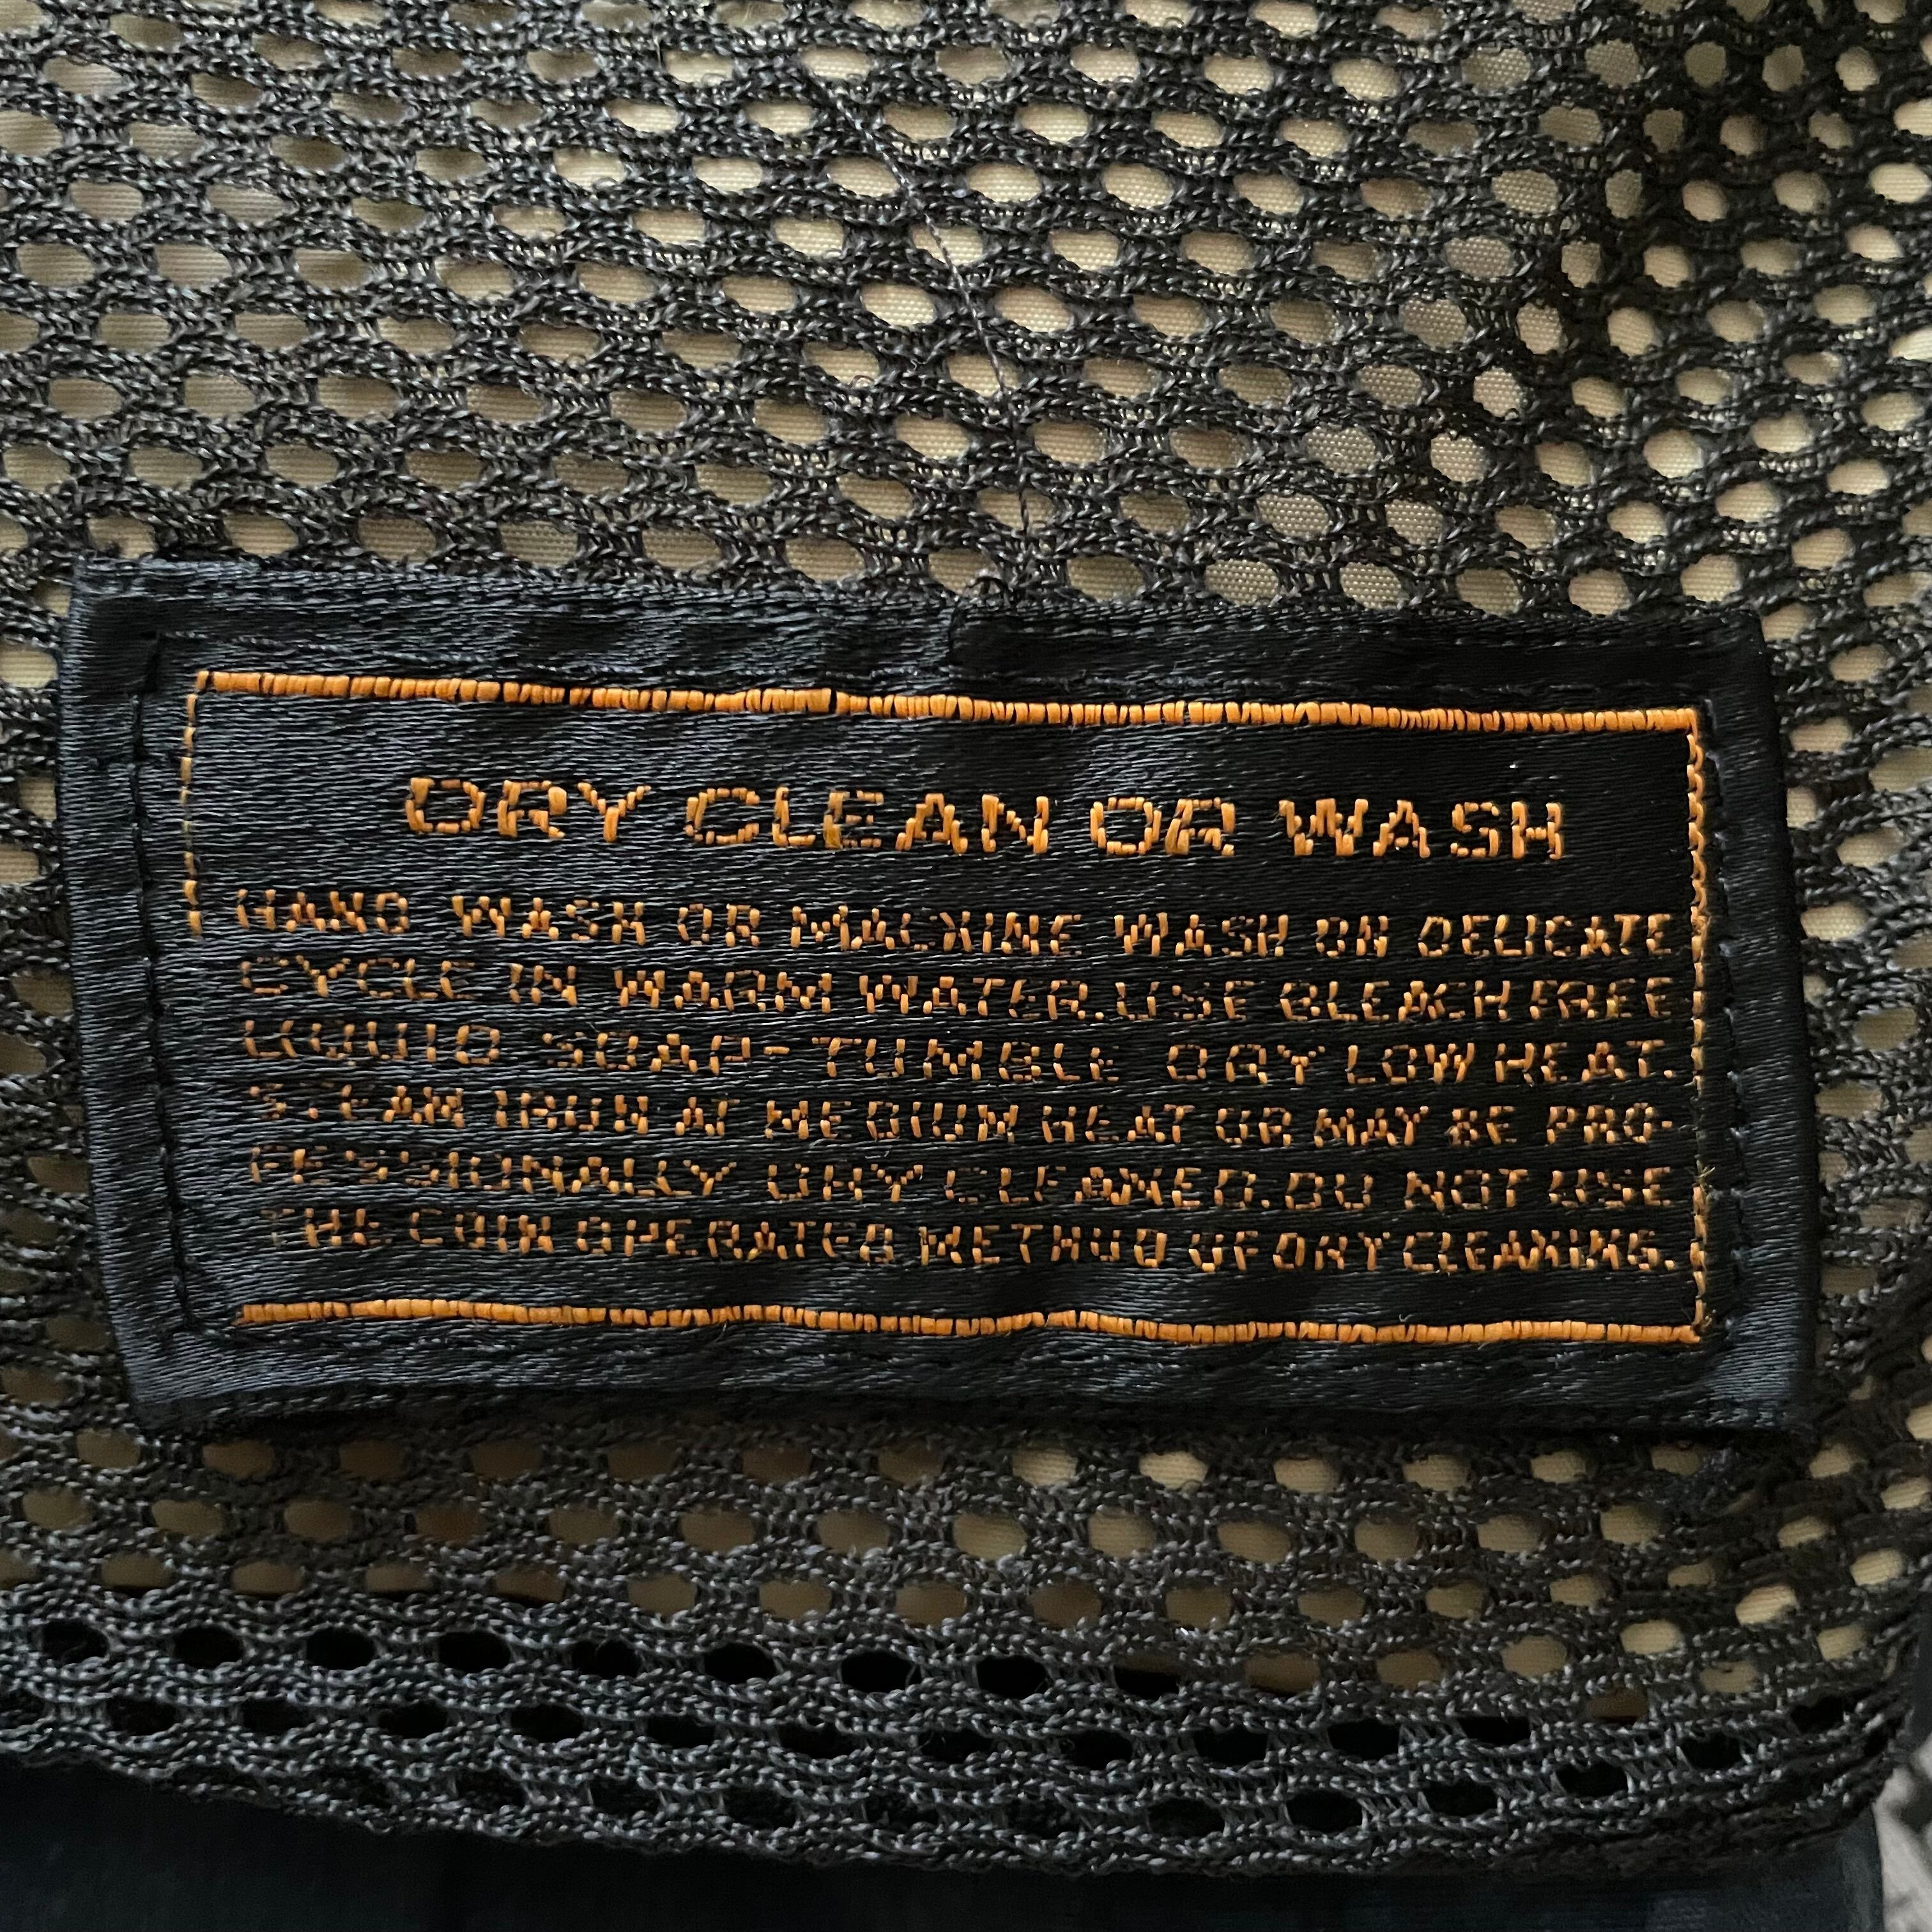 DRY CLEAN OR WASH
HAND WASH OR MACHINE WASH ON DELICATE
CYCLE IN WARM WATER. USE BLEACH FREE
LIQUID SOAP-TUMBLE DRY LOW HEAT.
STEAM IRON AT MEDIUM HEAT OR MAY BE PRO-
FESSIONALLY DRY CLEANED. DO NOT USE
THE COIN OPERATED METHOD OF DRY CLEANING.